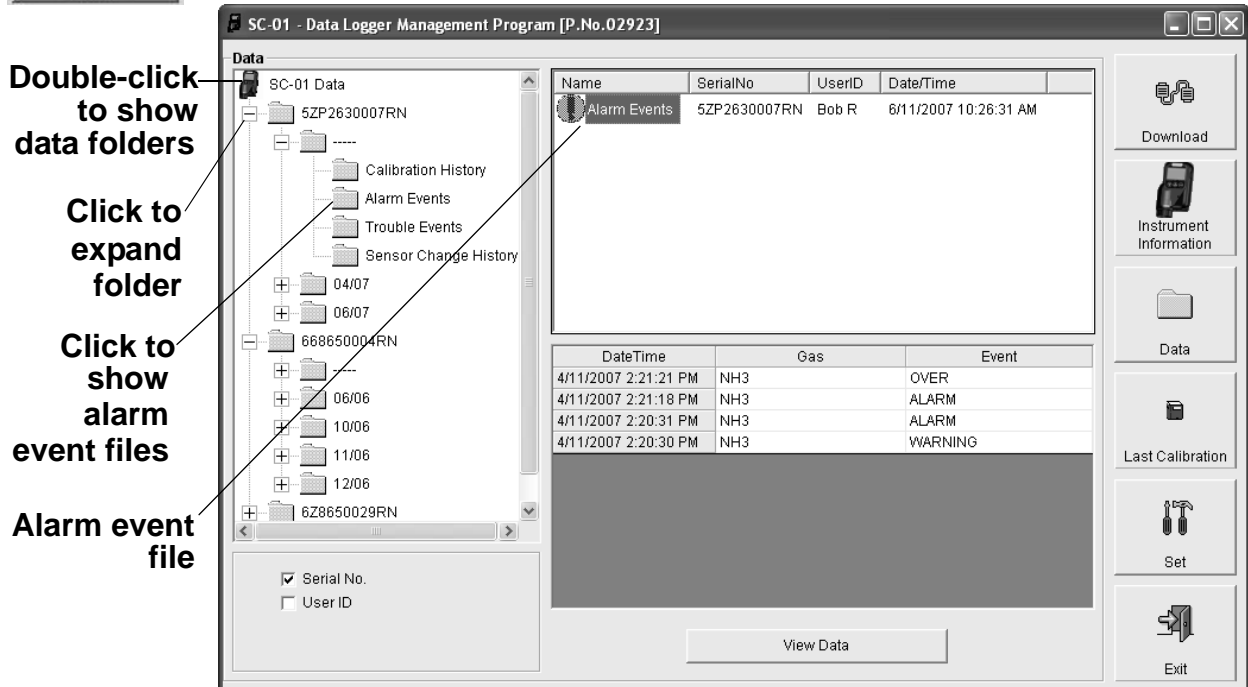 SC-01 - Data Logger Management Program [P.No.02923]
Double-click
to show
data folders
Click to
expand
folder
Click to
show
alarm
event files
Alarm event
file
Data
SC-01 Data
5ZP2630007RN
-----
Calibration History
Alarm Events
Trouble Events
Sensor Change History
04/07
06/07
668650004RN
-----
06/06
10/06
11/06
12/06
6Z8650029RN
Serial No.
User ID
Name SerialNo UserID Date/Time
Alarm Events 5ZP2630007RN Bob R 6/11/2007 10:26:31 AM
DateTime Gas Event
4/11/2007 2:21:21 PM NH3 OVER
4/11/2007 2:21:18 PM NH3 ALARM
4/11/2007 2:20:31 PM NH3 ALARM
4/11/2007 2:20:30 PM NH3 WARNING
View Data
Download
Instrument
Information
Data
Last Calibration
Set
Exit